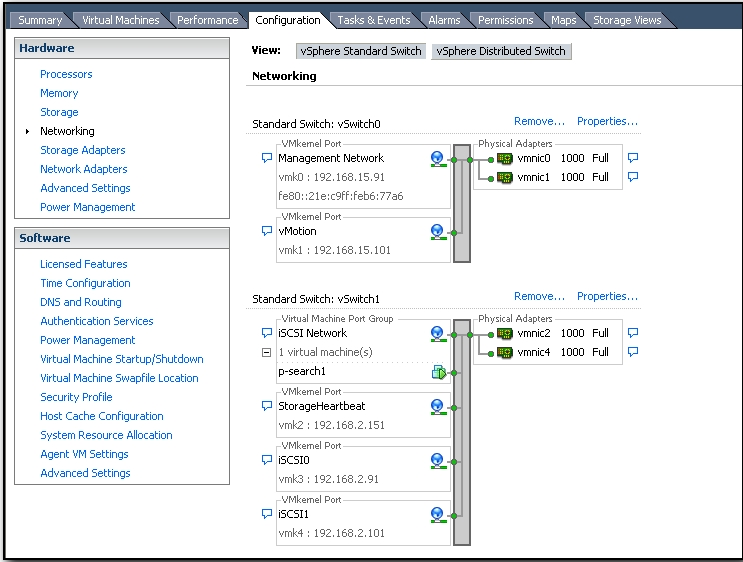 Summary Virtual Machines Performance Configuration Tasks & Events Alarms Permissions Maps Storage Views
Hardware
Processors
Memory
Storage
Networking
Storage Adapters
Network Adapters
Advanced Settings
Power Management
Software
Licensed Features
Time Configuration
DNS and Routing
Authentication Services
Power Management
Virtual Machine Startup/Shutdown
Virtual Machine Swapfile Location
Security Profile
Host Cache Configuration
System Resource Allocation
Agent VM Settings
Advanced Settings
View: vSphere Standard Switch vSphere Distributed Switch
Networking
Standard Switch: vSwitch0 Remove... Properties...
VMkernel Port Physical Adapters
Management Network vmnic0 1000 Full
vmk0 : 192.168.15.91 vmnic1 1000 Full
fe80::21e:c9ff:feb6:77a6
VMkernel Port
vMotion
vmk1 : 192.168.15.101
Standard Switch: vSwitch1 Remove... Properties...
Virtual Machine Port Group Physical Adapters
iSCSI Network vmnic2 1000 Full
1 virtual machine(s) vmnic4 1000 Full
p-search1
VMkernel Port
StorageHeartbeat
vmk2 : 192.168.2.151
VMkernel Port
iSCSI0
vmk3 : 192.168.2.91
VMkernel Port
iSCSI1
vmk4 : 192.168.2.101